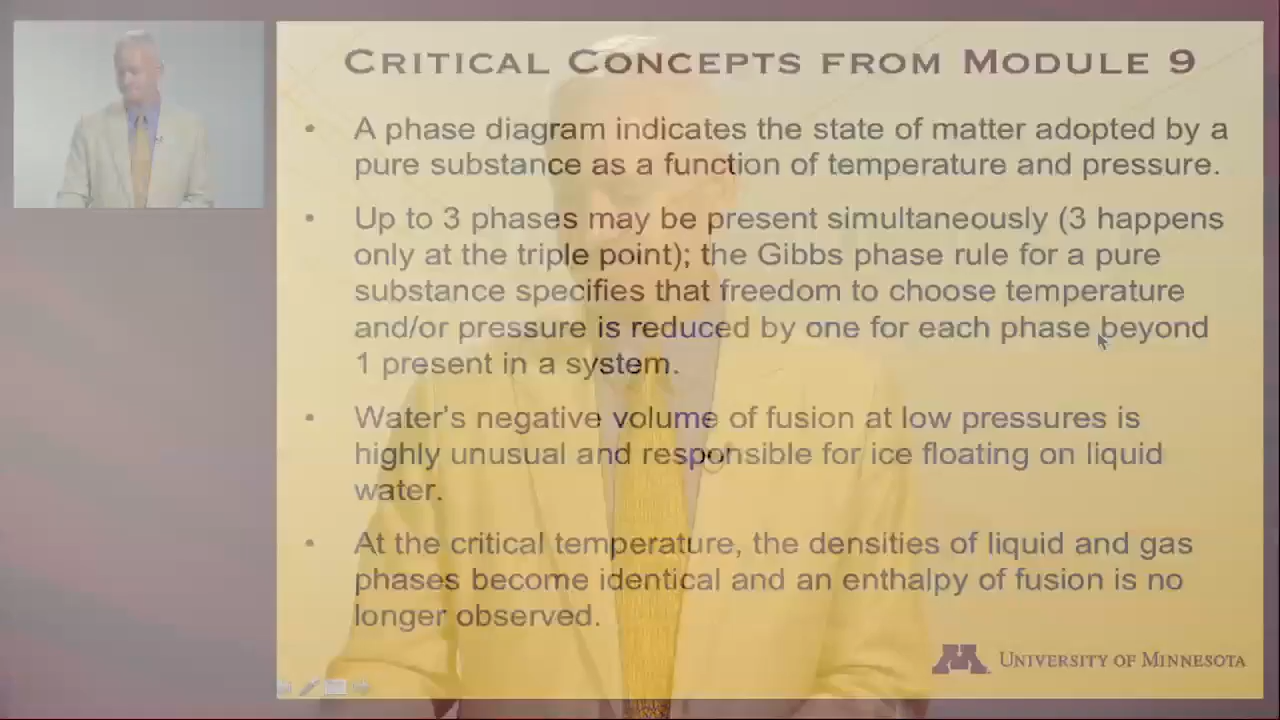 CRITICAL CONCEPTS FROM MODULE 9
• A phase diagram indicates the state of matter adopted by a
pure substance as a function of temperature and pressure.
• Up to 3 phases may be present simultaneously (3 happens
only at the triple point); the Gibbs phase rule for a pure
substance specifies that freedom to choose temperature
and/or pressure is reduced by one for each phase beyond
1 present in a system.
• Water's negative volume of fusion at low pressures is
highly unusual and responsible for ice floating on liquid
water.
• At the critical temperature, the densities of liquid and gas
phases become identical and an enthalpy of fusion is no
longer observed.
M UNIVERSITY OF MINNESOTA